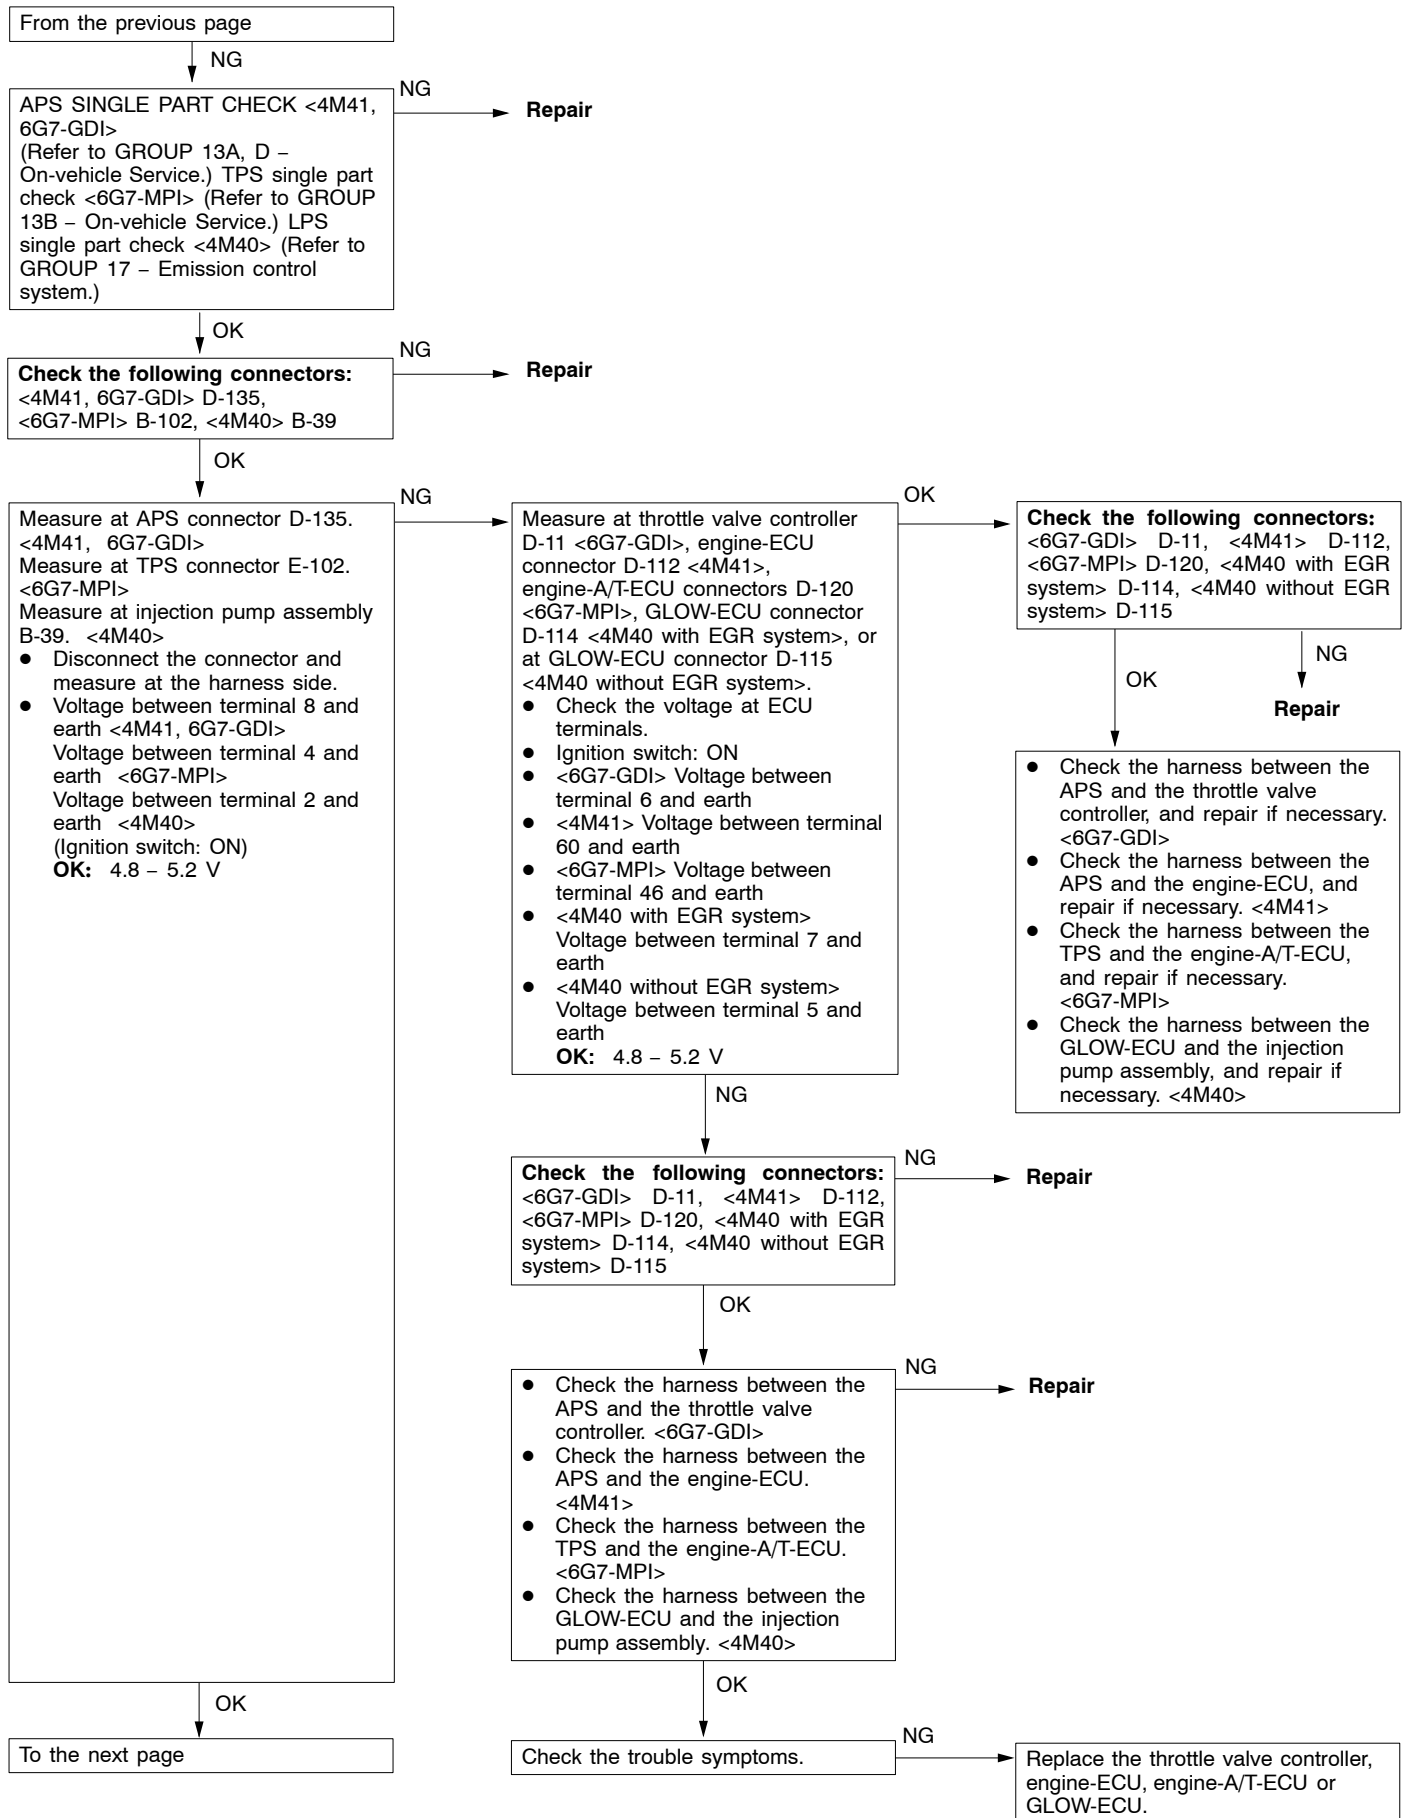 From the previous page
NG
APS SINGLE PART CHECK <4M41,
6G7-GDI>
(Refer to GROUP 13A, D –
On-vehicle Service.) TPS single part
check <6G7-MPI> (Refer to GROUP
13B – On-vehicle Service.) LPS
single part check <4M40> (Refer to
GROUP 17 – Emission control
system.)
NG
Repair
OK
Check the following connectors:
<4M41, 6G7-GDI> D-135,
<6G7-MPI> B-102, <4M40> B-39
NG
Repair
OK
Measure at APS connector D-135.
<4M41, 6G7-GDI>
Measure at TPS connector E-102.
<6G7-MPI>
Measure at injection pump assembly
B-39. <4M40>
● Disconnect the connector and
measure at the harness side.
● Voltage between terminal 8 and
earth <4M41, 6G7-GDI>
Voltage between terminal 4 and
earth <6G7-MPI>
Voltage between terminal 2 and
earth <4M40>
(Ignition switch: ON)
OK: 4.8 – 5.2 V
NG
Measure at throttle valve controller
D-11 <6G7-GDI>, engine-ECU
connector D-112 <4M41>,
engine-A/T-ECU connectors D-120
<6G7-MPI>, GLOW-ECU connector
D-114 <4M40 with EGR system>, or
at GLOW-ECU connector D-115
<4M40 without EGR system>.
● Check the voltage at ECU
terminals.
● Ignition switch: ON
● <6G7-GDI> Voltage between
terminal 6 and earth
● <4M41> Voltage between terminal
60 and earth
● <6G7-MPI> Voltage between
terminal 46 and earth
● <4M40 with EGR system>
Voltage between terminal 7 and
earth
● <4M40 without EGR system>
Voltage between terminal 5 and
earth
OK: 4.8 – 5.2 V
OK
Check the following connectors:
<6G7-GDI> D-11, <4M41> D-112,
<6G7-MPI> D-120, <4M40 with EGR
system> D-114, <4M40 without EGR
system> D-115
NG
Repair
OK
● Check the harness between the
APS and the throttle valve
controller, and repair if necessary.
<6G7-GDI>
● Check the harness between the
APS and the engine-ECU, and
repair if necessary. <4M41>
● Check the harness between the
TPS and the engine-A/T-ECU,
and repair if necessary.
<6G7-MPI>
● Check the harness between the
GLOW-ECU and the injection
pump assembly, and repair if
necessary. <4M40>
NG
Check the following connectors:
<6G7-GDI> D-11, <4M41> D-112,
<6G7-MPI> D-120, <4M40 with EGR
system> D-114, <4M40 without EGR
system> D-115
NG
Repair
OK
● Check the harness between the
APS and the throttle valve
controller. <6G7-GDI>
● Check the harness between the
APS and the engine-ECU.
<4M41>
● Check the harness between the
TPS and the engine-A/T-ECU.
<6G7-MPI>
● Check the harness between the
GLOW-ECU and the injection
pump assembly. <4M40>
NG
Repair
OK
OK
To the next page
Check the trouble symptoms.
NG
Replace the throttle valve controller,
engine-ECU, engine-A/T-ECU or
GLOW-ECU.